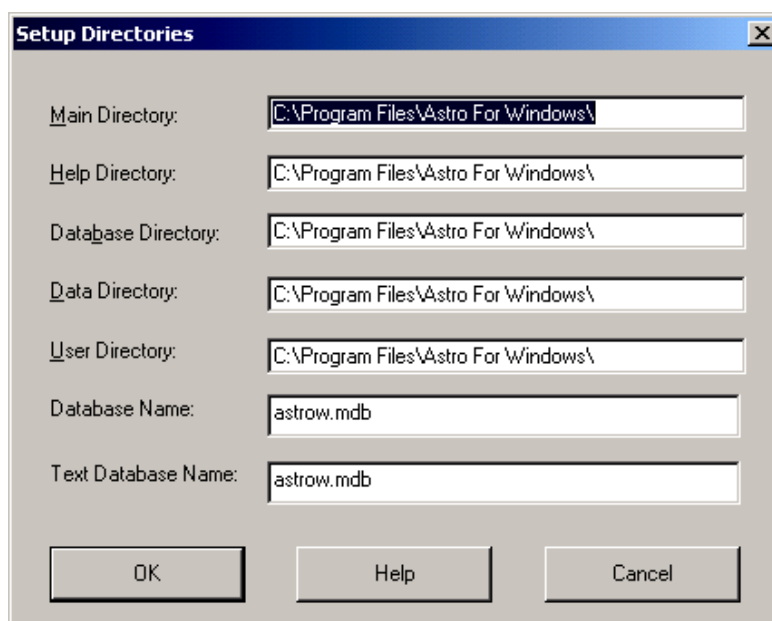 Setup Directories
Main Directory: C:\Program Files\Astro For Windows\
Help Directory: C:\Program Files\Astro For Windows\
Database Directory: C:\Program Files\Astro For Windows\
Data Directory: C:\Program Files\Astro For Windows\
User Directory: C:\Program Files\Astro For Windows\
Database Name: astrow.mdb
Text Database Name: astrow.mdb
OK Help Cancel